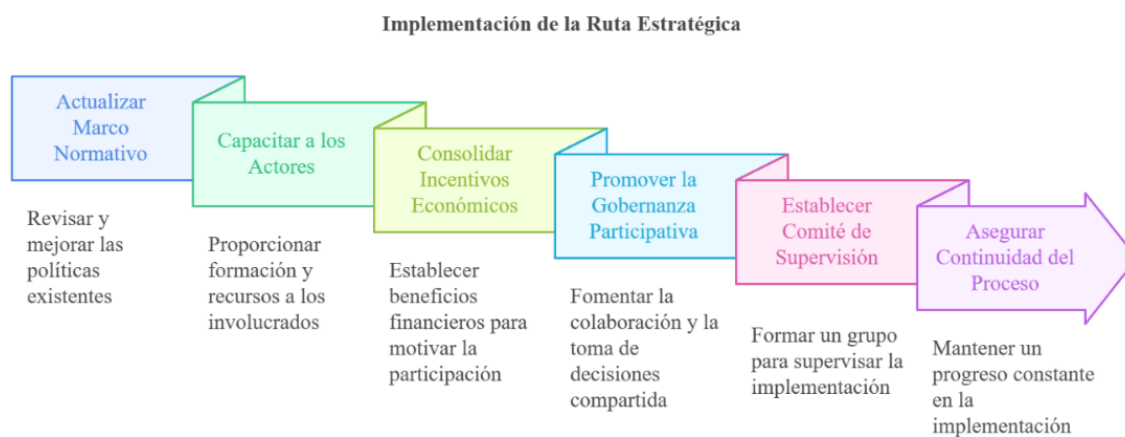 Implementación de la Ruta Estratégica
Actualizar
Marco
Normativo
Revisar y
mejorar las
políticas
existentes
Capacitar a los
Actores
Proporcionar
formación y
recursos a los
involucrados
Consolidar
Incentivos
Económicos
Establecer
beneficios
financieros para
motivar la
participación
Promover la
Gobernanza
Participativa
Fomentar la
colaboración y la
toma de
decisiones
compartida
Establecer
Comité de
Supervisión
Formar un grupo
para supervisar la
implementación
Asegurar
Continuidad del
Proceso
Mantener un
progreso constante
en la
implementación